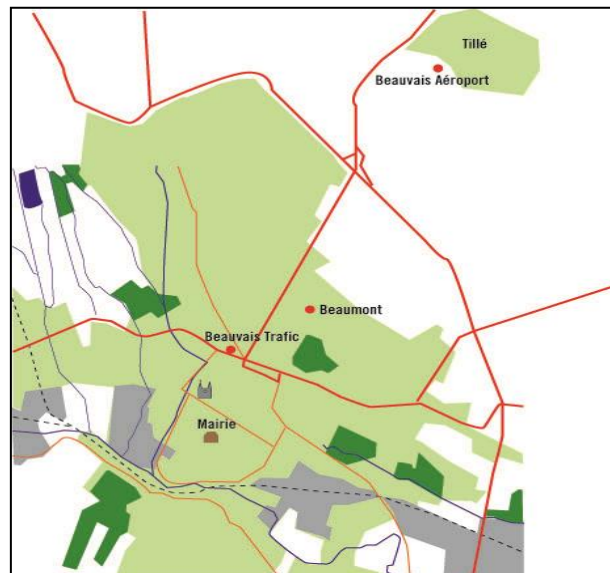 Tillé
Beauvais Aéroport
Beaumont
Beauvais Trafic
Mairie